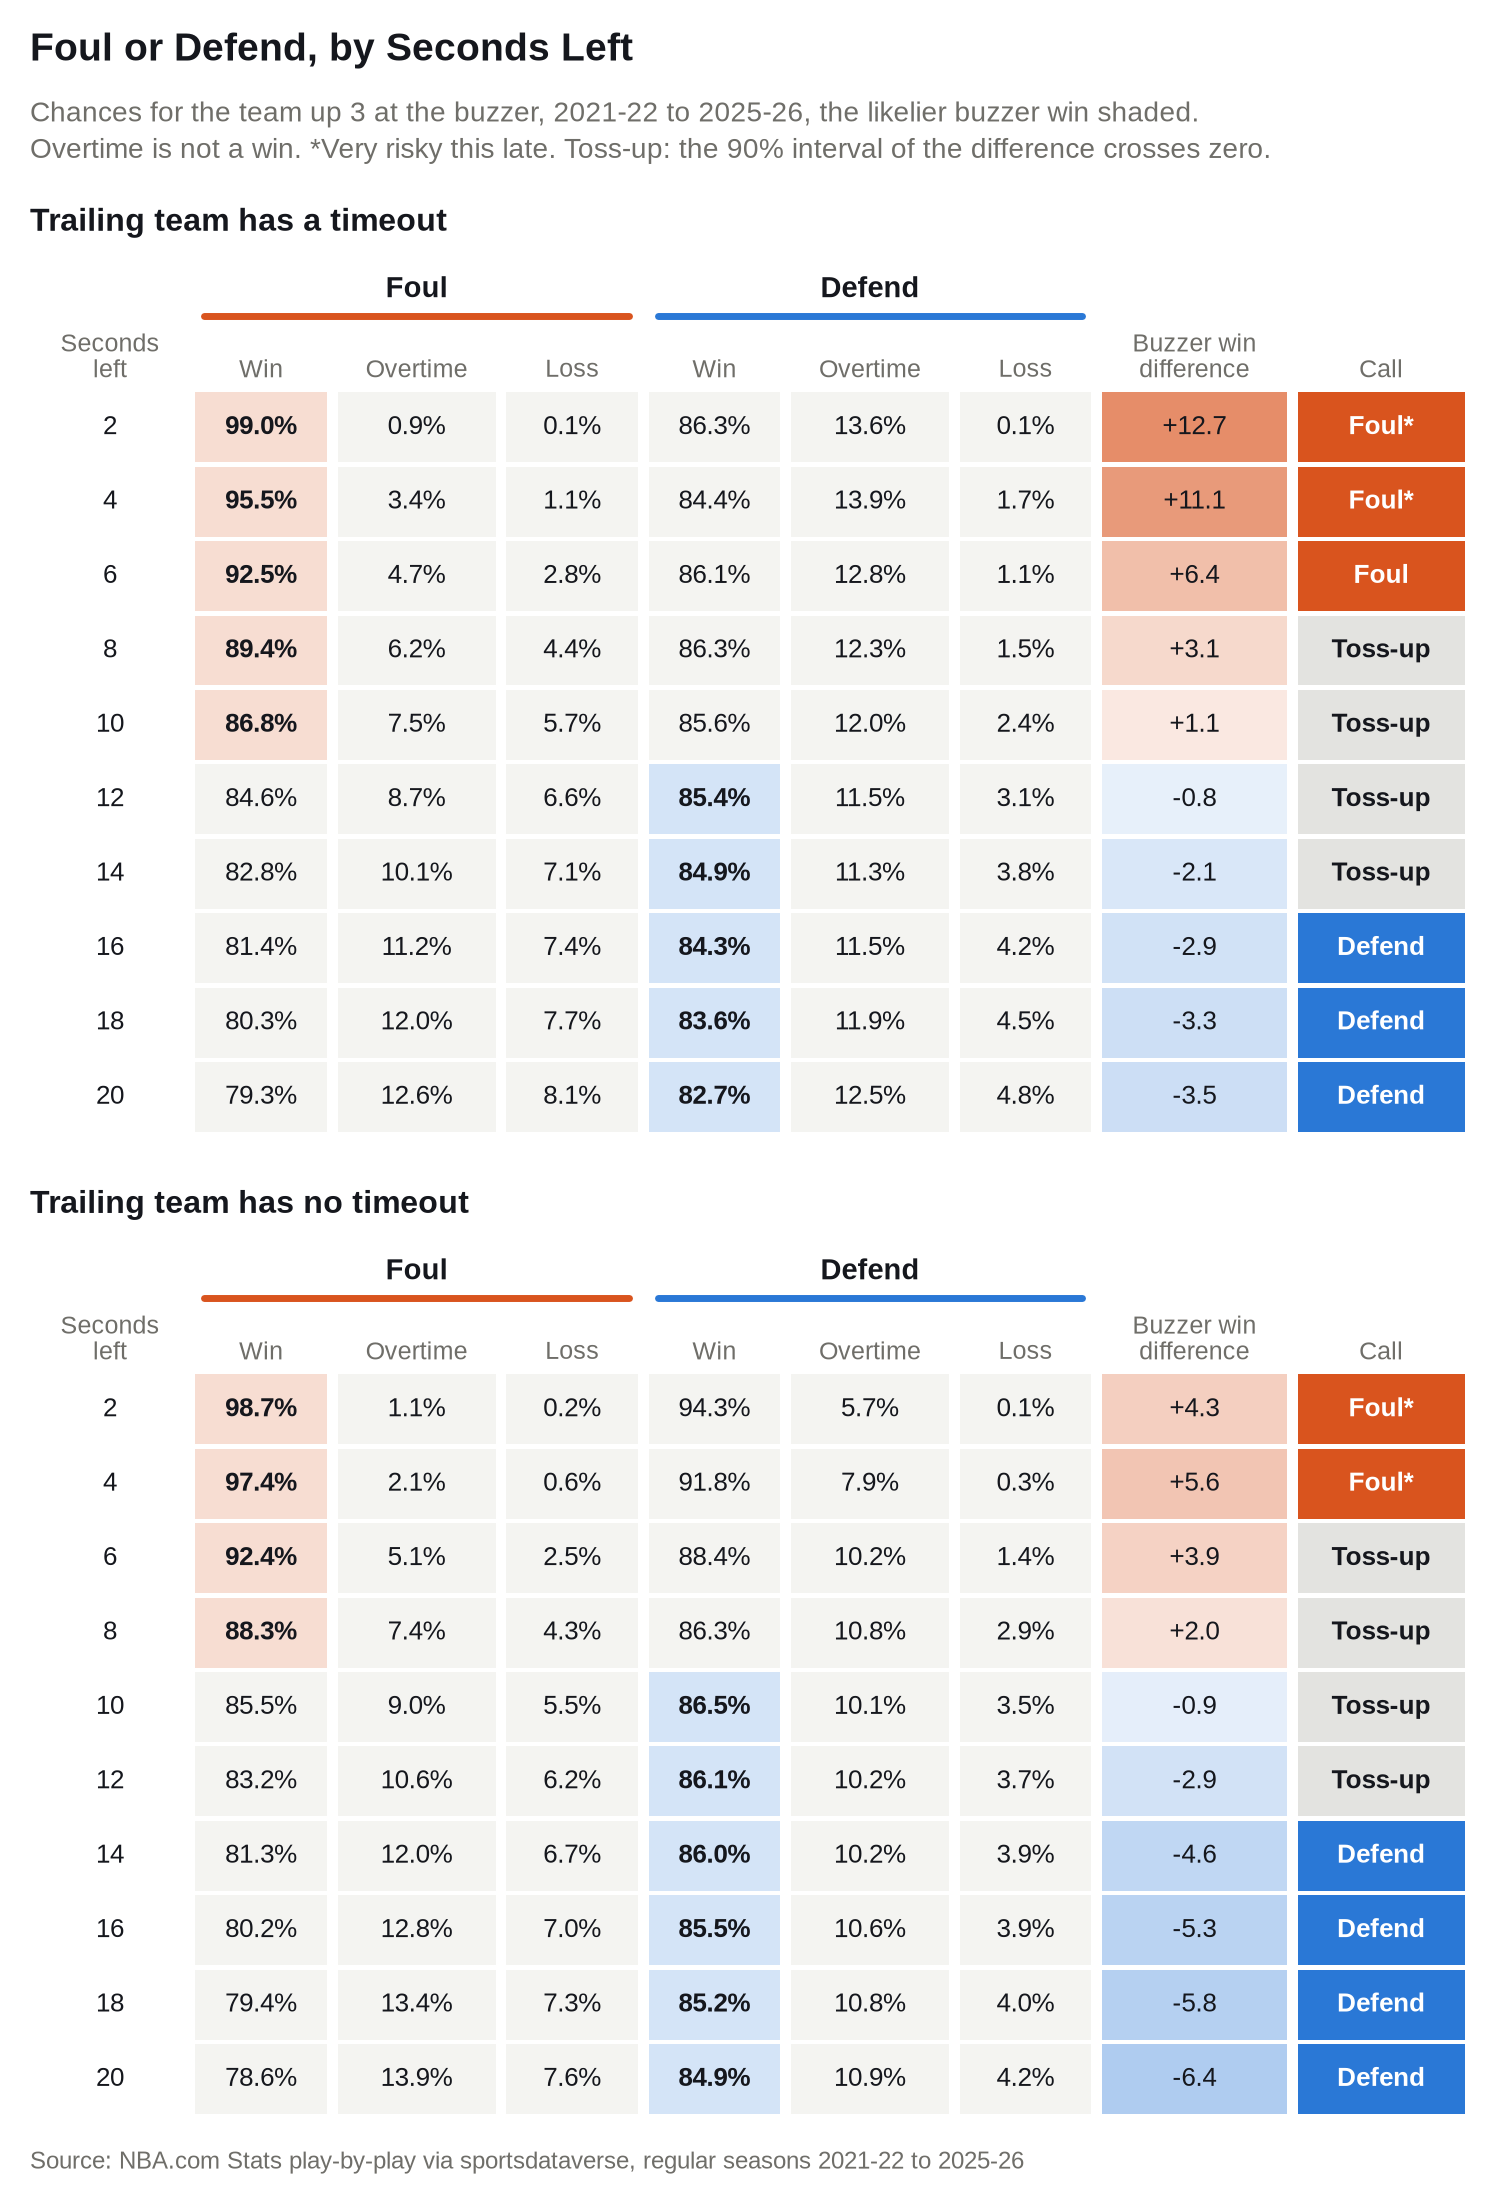 Foul or Defend, by Seconds Left
Chances for the team up 3 at the buzzer, 2021-22 to 2025-26, the likelier buzzer win shaded.
Overtime is not a win. *Very risky this late. Toss-up: the 90% interval of the difference crosses zero.
Trailing team has a timeout
Foul Defend
Seconds left Win Overtime Loss Win Overtime Loss Buzzer win difference Call
2 99.0% 0.9% 0.1% 86.3% 13.6% 0.1% +12.7 Foul*
4 95.5% 3.4% 1.1% 84.4% 13.9% 1.7% +11.1 Foul*
6 92.5% 4.7% 2.8% 86.1% 12.8% 1.1% +6.4 Foul
8 89.4% 6.2% 4.4% 86.3% 12.3% 1.5% +3.1 Toss-up
10 86.8% 7.5% 5.7% 85.6% 12.0% 2.4% +1.1 Toss-up
12 84.6% 8.7% 6.6% 85.4% 11.5% 3.1% -0.8 Toss-up
14 82.8% 10.1% 7.1% 84.9% 11.3% 3.8% -2.1 Toss-up
16 81.4% 11.2% 7.4% 84.3% 11.5% 4.2% -2.9 Defend
18 80.3% 12.0% 7.7% 83.6% 11.9% 4.5% -3.3 Defend
20 79.3% 12.6% 8.1% 82.7% 12.5% 4.8% -3.5 Defend
Trailing team has no timeout
Foul Defend
Seconds left Win Overtime Loss Win Overtime Loss Buzzer win difference Call
2 98.7% 1.1% 0.2% 94.3% 5.7% 0.1% +4.3 Foul*
4 97.4% 2.1% 0.6% 91.8% 7.9% 0.3% +5.6 Foul*
6 92.4% 5.1% 2.5% 88.4% 10.2% 1.4% +3.9 Toss-up
8 88.3% 7.4% 4.3% 86.3% 10.8% 2.9% +2.0 Toss-up
10 85.5% 9.0% 5.5% 86.5% 10.1% 3.5% -0.9 Toss-up
12 83.2% 10.6% 6.2% 86.1% 10.2% 3.7% -2.9 Toss-up
14 81.3% 12.0% 6.7% 86.0% 10.2% 3.9% -4.6 Defend
16 80.2% 12.8% 7.0% 85.5% 10.6% 3.9% -5.3 Defend
18 79.4% 13.4% 7.3% 85.2% 10.8% 4.0% -5.8 Defend
20 78.6% 13.9% 7.6% 84.9% 10.9% 4.2% -6.4 Defend
Source: NBA.com Stats play-by-play via sportsdataverse, regular seasons 2021-22 to 2025-26